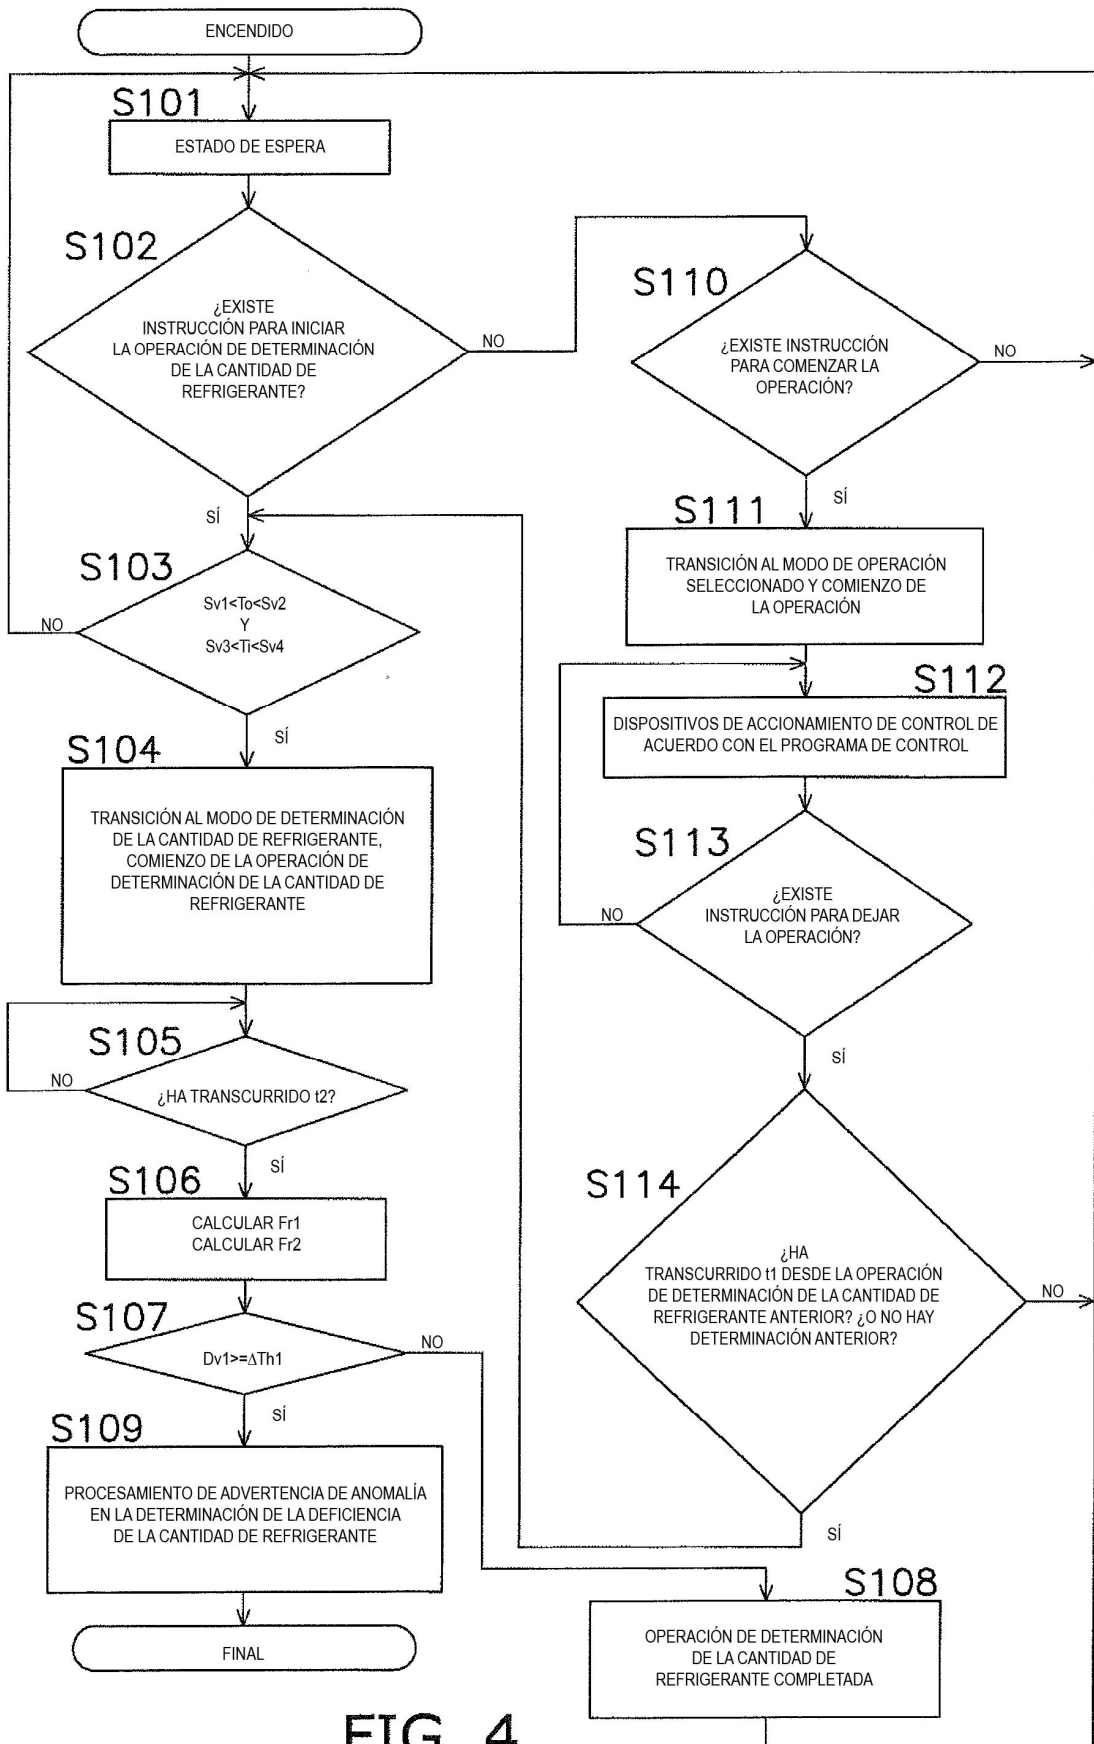 ENCENDIDO
S101
ESTADO DE ESPERA
S102
¿EXISTE
INSTRUCCIÓN PARA INICIAR
LA OPERACIÓN DE DETERMINACIÓN
DE LA CANTIDAD DE
REFRIGERANTE?
NO
SÍ
S103
Sv1<To<Sv2
Y
Sv3<Ti<Sv4
NO
SÍ
S104
TRANSICIÓN AL MODO DE DETERMINACIÓN
DE LA CANTIDAD DE REFRIGERANTE,
COMIENZO DE LA OPERACIÓN DE
DETERMINACIÓN DE LA CANTIDAD DE
REFRIGERANTE
S105
¿HA TRANSCURRIDO t2?
NO
SÍ
S106
CALCULAR Fr1
CALCULAR Fr2
S107
Dv1>=ΔTh1
NO
SÍ
S109
PROCESAMIENTO DE ADVERTENCIA DE ANOMALÍA
EN LA DETERMINACIÓN DE LA DEFICIENCIA
DE LA CANTIDAD DE REFRIGERANTE
FINAL
S110
¿EXISTE INSTRUCCIÓN
PARA COMENZAR LA
OPERACIÓN?
NO
SÍ
S111
TRANSICIÓN AL MODO DE OPERACIÓN
SELECCIONADO Y COMIENZO DE
LA OPERACIÓN
S112
DISPOSITIVOS DE ACCIONAMIENTO DE CONTROL DE
ACUERDO CON EL PROGRAMA DE CONTROL
S113
¿EXISTE
INSTRUCCIÓN PARA DEJAR
LA OPERACIÓN?
NO
SÍ
S114
¿HA
TRANSCURRIDO t1 DESDE LA OPERACIÓN
DE DETERMINACIÓN DE LA CANTIDAD DE
REFRIGERANTE ANTERIOR? ¿O NO HAY
DETERMINACIÓN ANTERIOR?
NO
SÍ
S108
OPERACIÓN DE DETERMINACIÓN
DE LA CANTIDAD DE
REFRIGERANTE COMPLETADA
FIG. 4